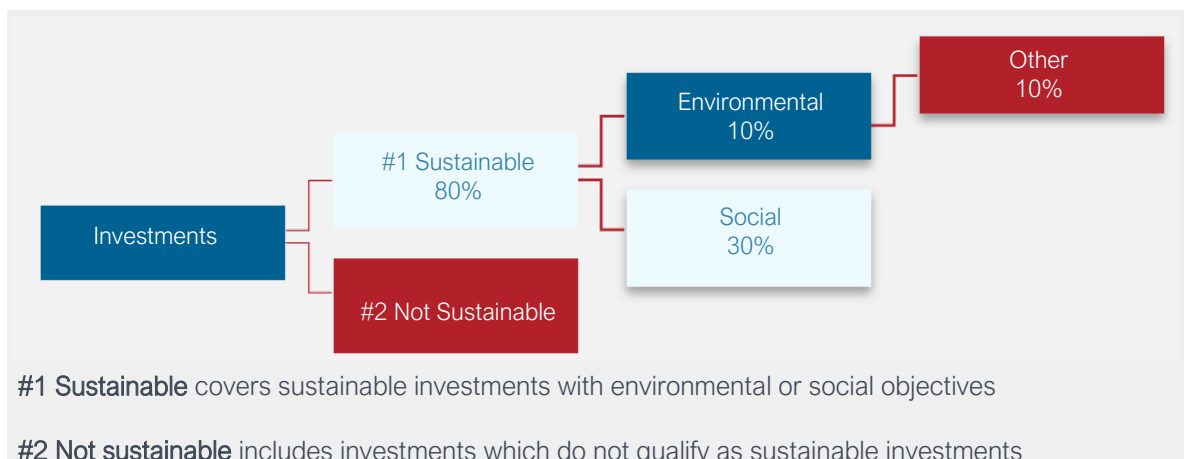 Other
10%
Environmental
10%
#1 Sustainable
80%
Social
30%
Investments
#2 Not Sustainable
#1 Sustainable covers sustainable investments with environmental or social objectives
#2 Not sustainable includes investments which do not qualify as sustainable investments